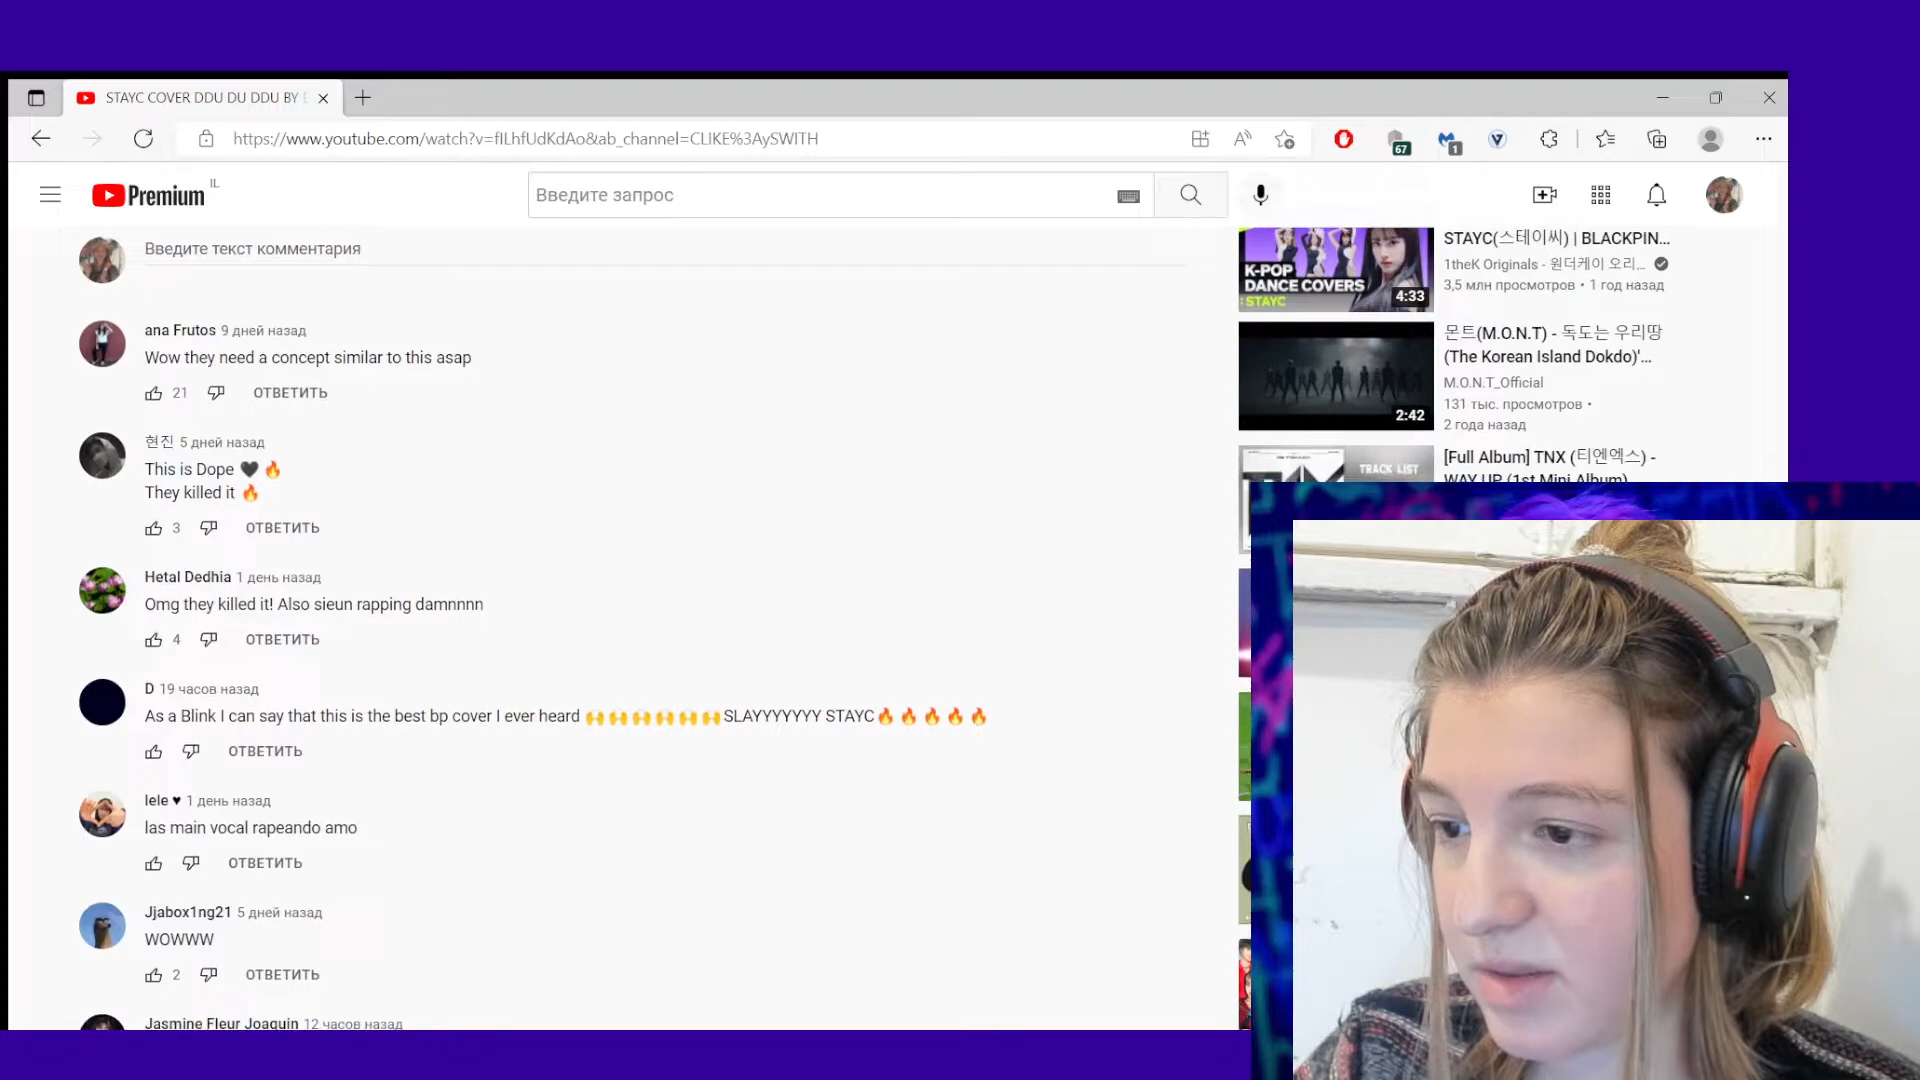 STAYC COVER DDU DU DDU BY
https://www.youtube.com/watch?v=fILhfUdKdAo&ab_channel=CLIKE%3AySWITH
67
1
Premium IL
Введите запрос
Введите текст комментария
ana Frutos 9 дней назад
Wow they need a concept similar to this asap
21 ОТВЕТИТЬ
현진 5 дней назад
This is Dope 🖤 🔥
They killed it 🔥
3 ОТВЕТИТЬ
Hetal Dedhia 1 день назад
Omg they killed it! Also sieun rapping damnnnn
4 ОТВЕТИТЬ
D 19 часов назад
As a Blink I can say that this is the best bp cover I ever heard 🙌🙌🙌🙌🙌🙌SLAYYYYYYY STAYC🔥🔥🔥🔥🔥
ОТВЕТИТЬ
lele ♥ 1 день назад
las main vocal rapeando amo
ОТВЕТИТЬ
Jjabox1ng21 5 дней назад
WOWWW
2 ОТВЕТИТЬ
Jasmine Fleur Joaquin 12 часов назад
K-POP
DANCE COVERS
: STAYC
4:33
STAYC(스테이씨) | BLACKPIN...
1theK Originals - 원더케이 오리...
3,5 млн просмотров • 1 год назад
2:42
몬트(M.O.N.T) - 독도는 우리땅
(The Korean Island Dokdo)'...
M.O.N.T_Official
131 тыс. просмотров •
2 года назад
TRACK LIST
[Full Album] TNX (티엔엑스) -
WAY UP (1st Mini Album)